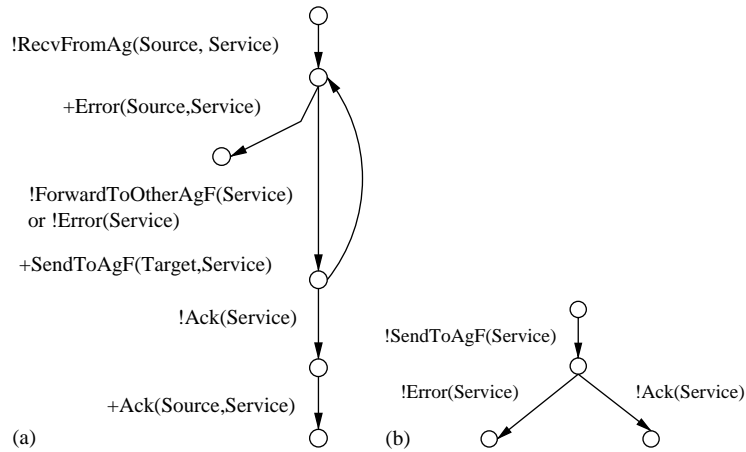 !RecvFromAg(Source, Service)
+Error(Source,Service)
!ForwardToOtherAgF(Service)
or !Error(Service)
+SendToAgF(Target,Service)
!Ack(Service)
+Ack(Source,Service)
(a)
!SendToAgF(Service)
!Error(Service)
!Ack(Service)
(b)